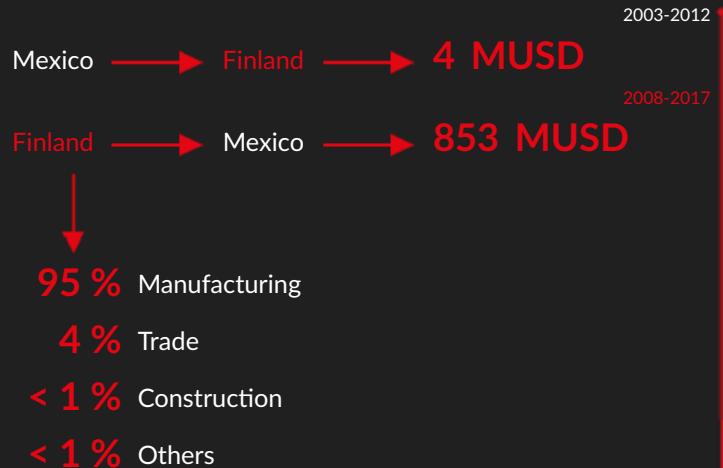 2003-2012
Mexico Finland 4 MUSD
2008-2017
Finland Mexico 853 MUSD
95 % Manufacturing
4 % Trade
< 1 % Construction
< 1 % Others